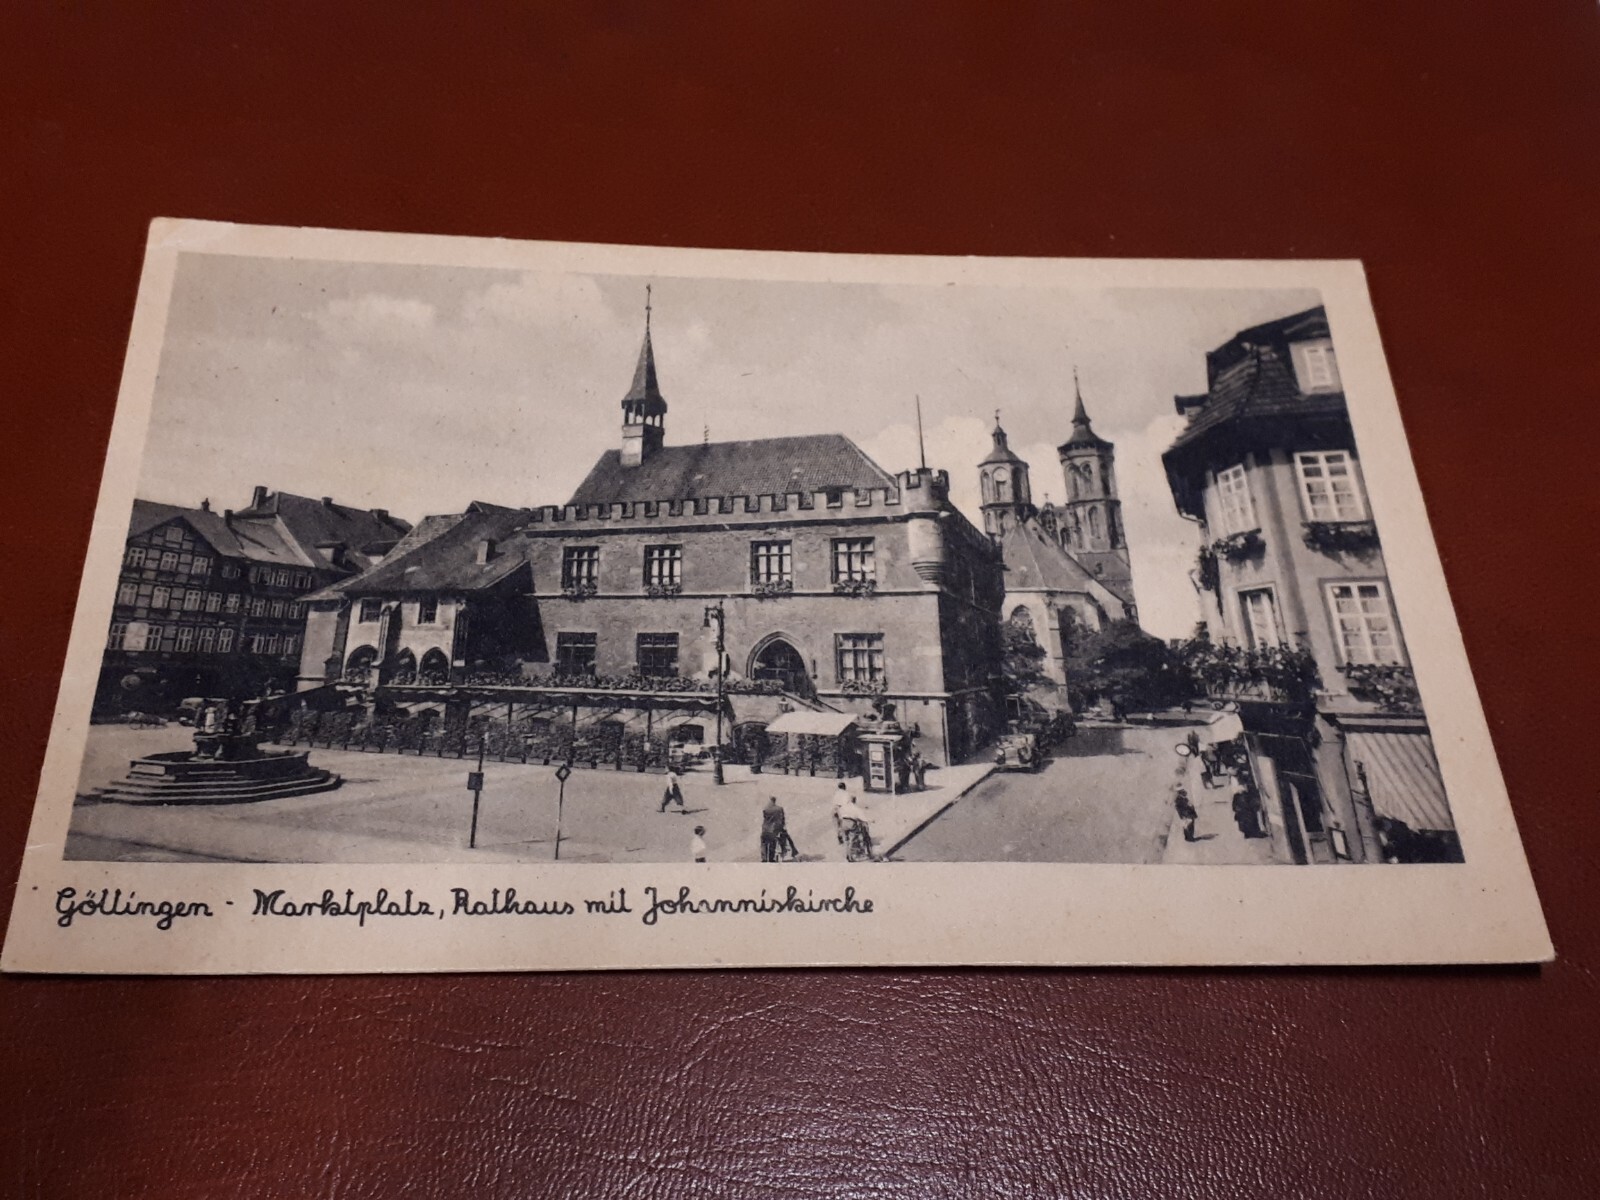 Göttingen - Marktplatz, Rathaus mit Johanniskirche